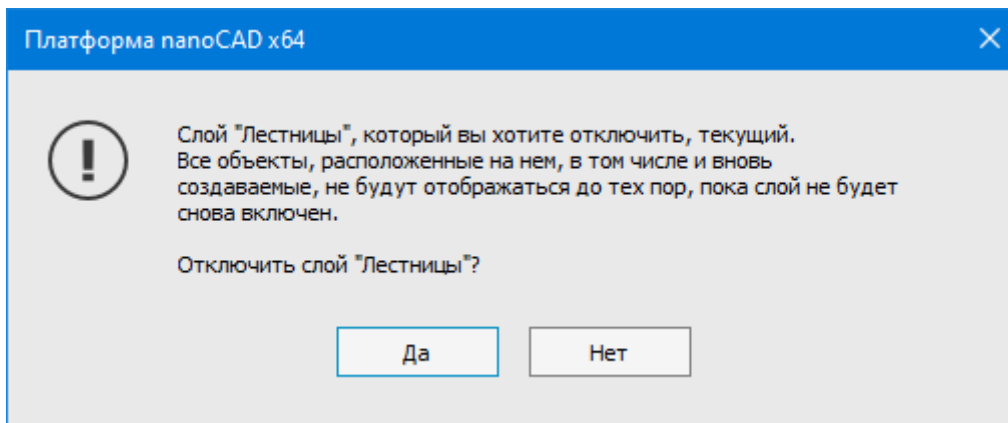 Платформа nanoCAD x64
Слой "Лестницы", который вы хотите отключить, текущий.
Все объекты, расположенные на нем, в том числе и вновь
создаваемые, не будут отображаться до тех пор, пока слой не будет
снова включен.
Отключить слой "Лестницы"?
Да
Нет